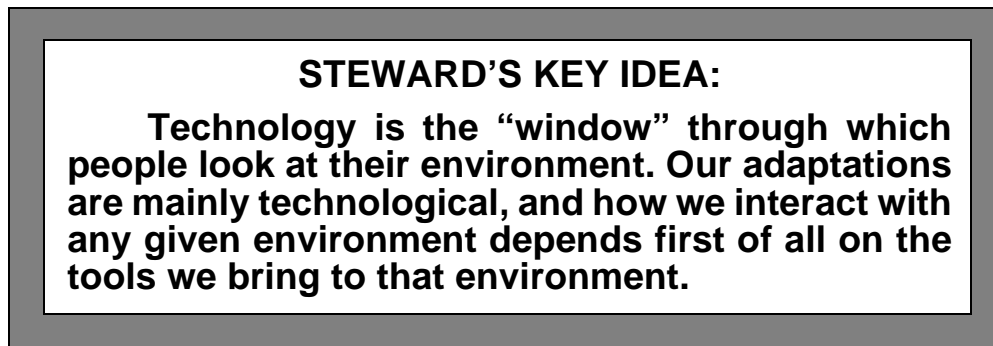 STEWARD’S KEY IDEA:
Technology is the “window” through which
people look at their environment. Our adaptations
are mainly technological, and how we interact with
any given environment depends first of all on the
tools we bring to that environment.